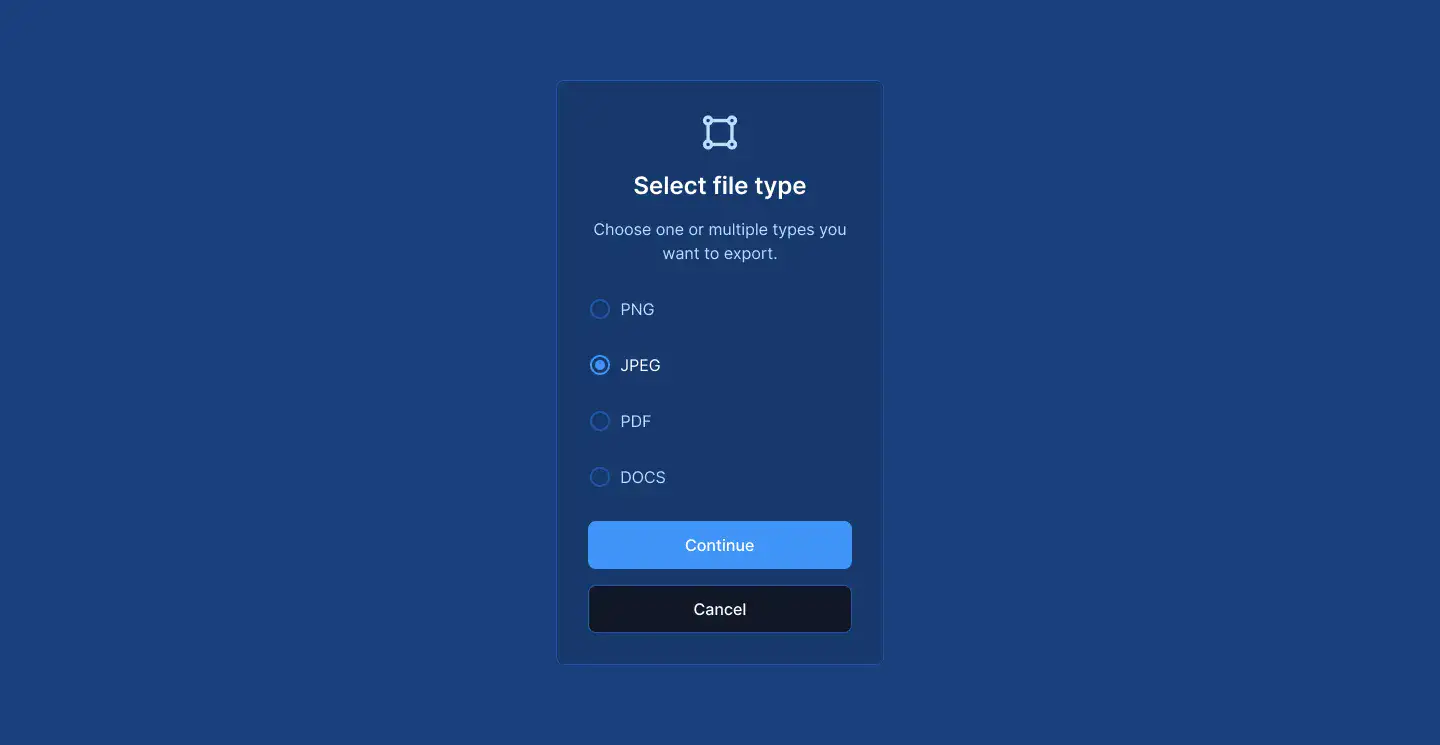 Select file type
Choose one or multiple types you
want to export.
PNG
JPEG
PDF
DOCS
Continue
Cancel